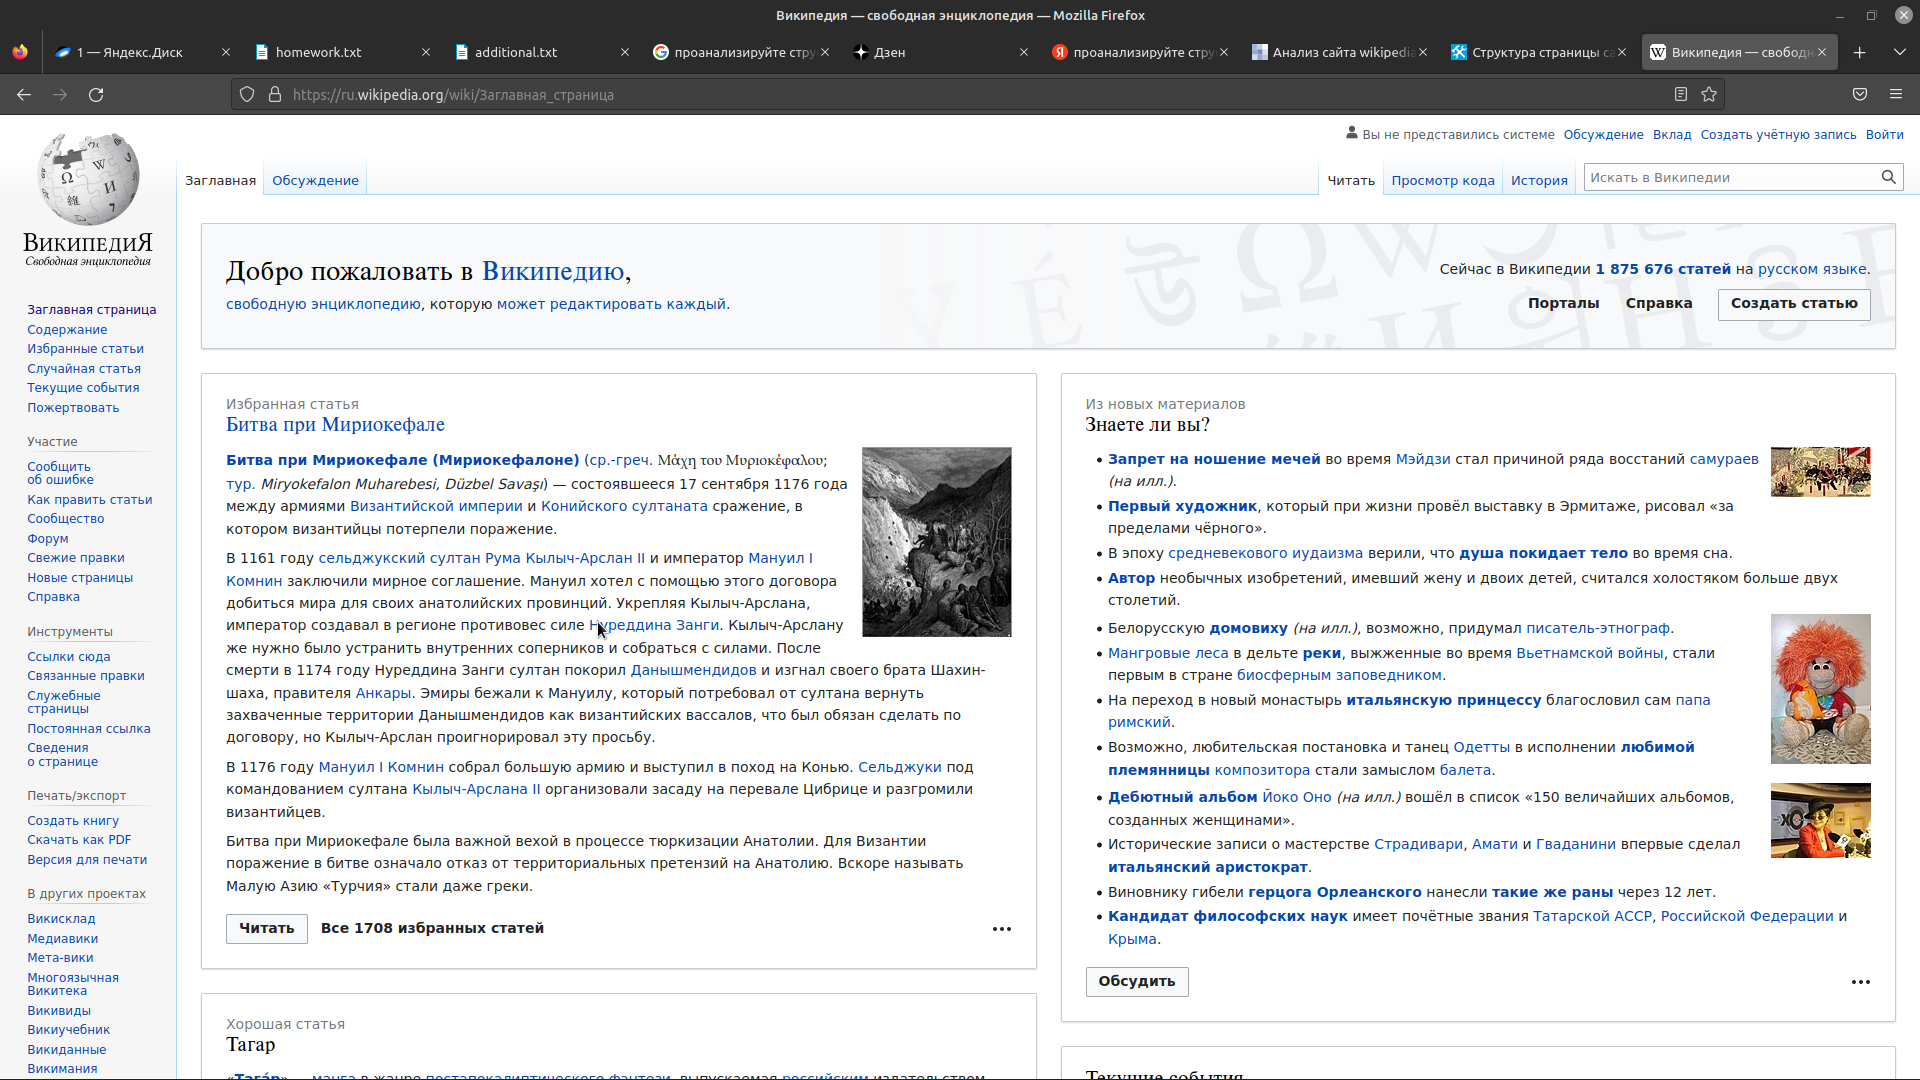 Википедия — свободная энциклопедия — Mozilla Firefox
1 — Яндекс.Диск
homework.txt
additional.txt
проанализируйте стру
Дзен
проанализируйте стру
Анализ сайта wikipedia
Структура страницы са
Википедия — свободн
https://ru.wikipedia.org/wiki/Заглавная_страница
Вы не представились системе Обсуждение Вклад Создать учётную запись Войти
Заглавная Обсуждение
Читать Просмотр кода История
Искать в Википедии
ВИКИПЕДИЯ
Свободная энциклопедия
Заглавная страница
Содержание
Избранные статьи
Случайная статья
Текущие события
Пожертвовать
Участие
Сообщить
об ошибке
Как править статьи
Сообщество
Форум
Свежие правки
Новые страницы
Справка
Инструменты
Ссылки сюда
Связанные правки
Служебные
страницы
Постоянная ссылка
Сведения
о странице
Печать/экспорт
Создать книгу
Скачать как PDF
Версия для печати
В других проектах
Викисклад
Медиавики
Мета-вики
Многоязычная
Викитека
Викивиды
Викиучебник
Викиданные
Викимания
Добро пожаловать в Википедию,
свободную энциклопедию, которую может редактировать каждый.
Сейчас в Википедии 1 875 676 статей на русском языке.
Порталы Справка Создать статью
Избранная статья
Битва при Мириокефале
Битва при Мириокефале (Мириокефалоне) (ср.-греч. Μάχη του Μυριοκέφαλου;
тур. Miryokefalon Muharebesi, Düzbel Savaşı) — состоявшееся 17 сентября 1176 года
между армиями Византийской империи и Конийского султаната сражение, в
котором византийцы потерпели поражение.
В 1161 году сельджукский султан Рума Кылыч-Арслан II и император Мануил I
Комнин заключили мирное соглашение. Мануил хотел с помощью этого договора
добиться мира для своих анатолийских провинций. Укрепляя Кылыч-Арслана,
император создавал в регионе противовес силе Нуреддина Занги. Кылыч-Арслану
же нужно было устранить внутренних соперников и собраться с силами. После
смерти в 1174 году Нуреддина Занги султан покорил Данышмендидов и изгнал своего брата Шахин-
шаха, правителя Анкары. Эмиры бежали к Мануилу, который потребовал от султана вернуть
захваченные территории Данышмендидов как византийских вассалов, что был обязан сделать по
договору, но Кылыч-Арслан проигнорировал эту просьбу.
В 1176 году Мануил I Комнин собрал большую армию и выступил в поход на Конью. Сельджуки под
командованием султана Кылыч-Арслана II организовали засаду на перевале Цибрице и разгромили
византийцев.
Битва при Мириокефале была важной вехой в процессе тюркизации Анатолии. Для Византии
поражение в битве означало отказ от территориальных претензий на Анатолию. Вскоре называть
Малую Азию «Турция» стали даже греки.
Читать Все 1708 избранных статей
Хорошая статья
Тагар
«Тага́р» — манга в жанре постапокалиптического фэнтези, выпускаемая российским издательством
Из новых материалов
Знаете ли вы?
Запрет на ношение мечей во время Мэйдзи стал причиной ряда восстаний самураев
(на илл.).
Первый художник, который при жизни провёл выставку в Эрмитаже, рисовал «за
пределами чёрного».
В эпоху средневекового иудаизма верили, что душа покидает тело во время сна.
Автор необычных изобретений, имевший жену и двоих детей, считался холостяком больше двух
столетий.
Белорусскую домовиху (на илл.), возможно, придумал писатель-этнограф.
Мангровые леса в дельте реки, выжженные во время Вьетнамской войны, стали
первым в стране биосферным заповедником.
На переход в новый монастырь итальянскую принцессу благословил сам папа
римский.
Возможно, любительская постановка и танец Одетты в исполнении любимой
племянницы композитора стали замыслом балета.
Дебютный альбом Йоко Оно (на илл.) вошёл в список «150 величайших альбомов,
созданных женщинами».
Исторические записи о мастерстве Страдивари, Амати и Гваданини впервые сделал
итальянский аристократ.
Виновнику гибели герцога Орлеанского нанесли такие же раны через 12 лет.
Кандидат философских наук имеет почётные звания Татарской АССР, Российской Федерации и
Крыма.
Обсудить
Текущие события